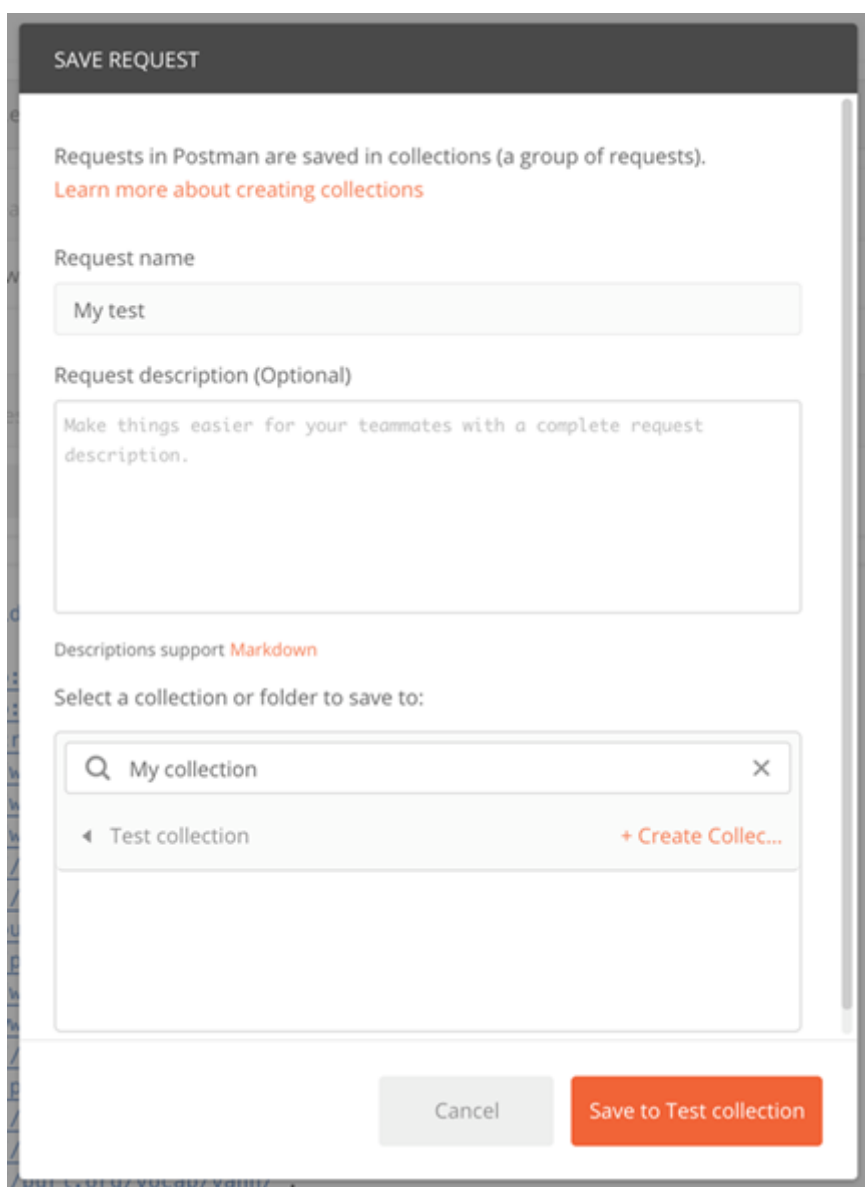 SAVE REQUEST
Requests in Postman are saved in collections (a group of requests).
Learn more about creating collections
Request name
My test
Request description (Optional)
Make things easier for your teammates with a complete request
description.
Descriptions support Markdown
Select a collection or folder to save to:
My collection
Test collection + Create Collec...
Cancel Save to Test collection